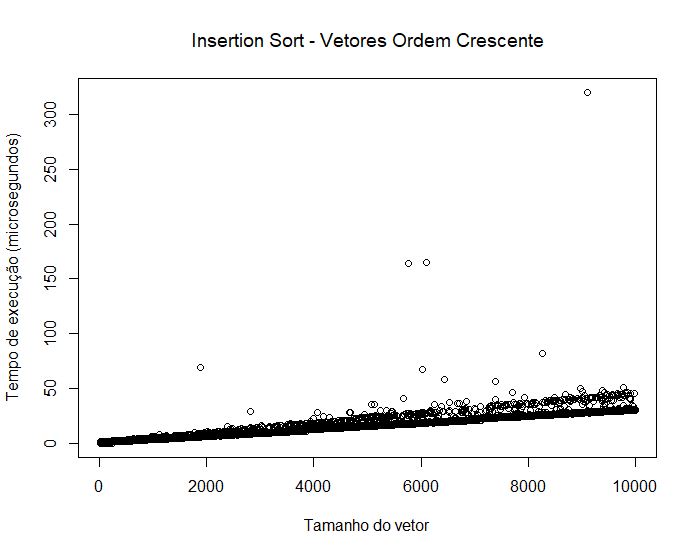 Insertion Sort - Vetores Ordem Crescente
Tempo de execução (microsegundos)
300
250
200
150
100
50
0
0 2000 4000 6000 8000 10000
Tamanho do vetor